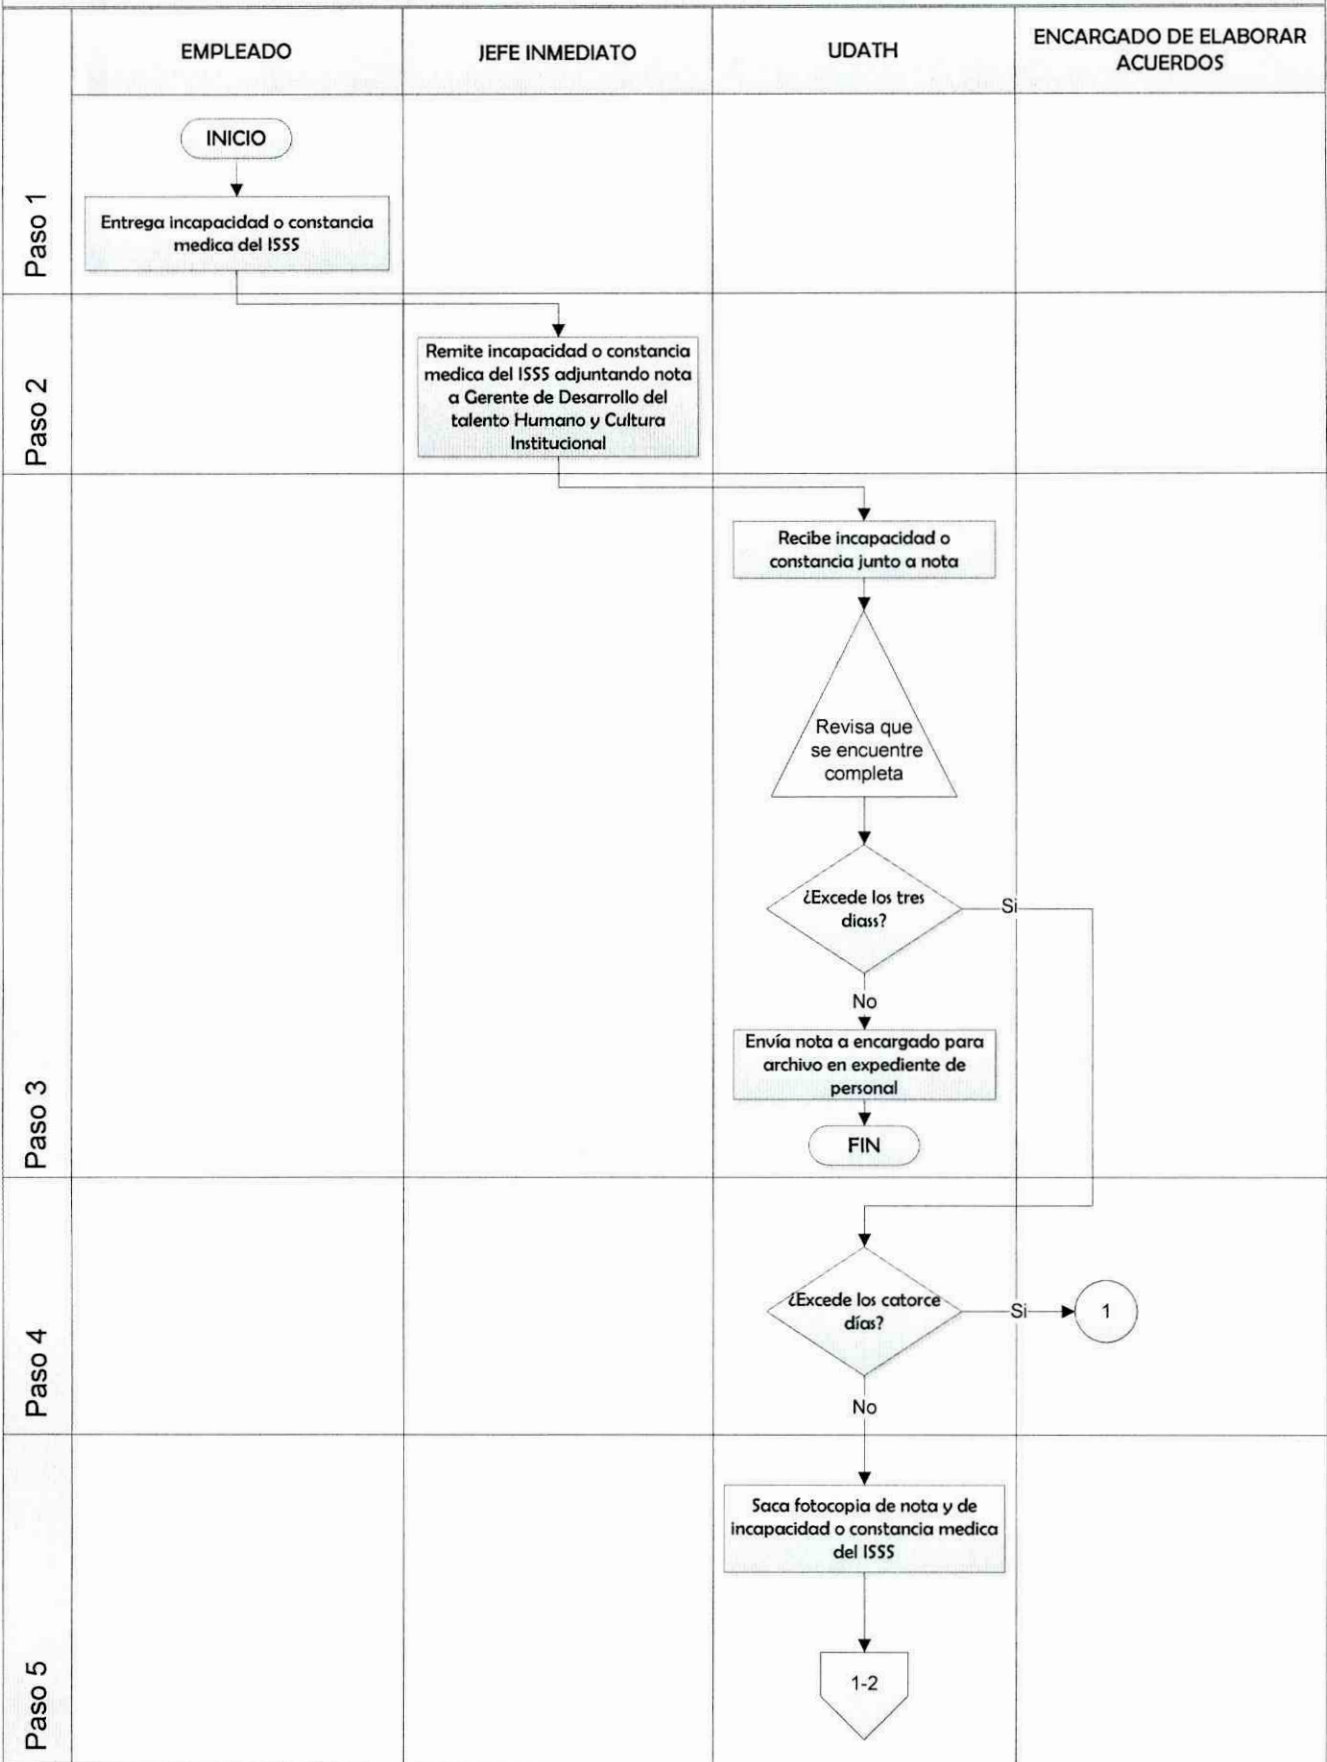 EMPLEADO
JEFE INMEDIATO
UDATH
ENCARGADO DE ELABORAR
ACUERDOS
Paso 1
INICIO
Entrega incapacidad o constancia
medica del ISSS
Paso 2
Remite incapacidad o constancia
medica del ISSS adjuntando nota
a Gerente de Desarrollo del
talento Humano y Cultura
Institucional
Paso 3
Recibe incapacidad o
constancia junto a nota
Revisa que
se encuentre
completa
¿Excede los tres
diass?
Si
No
Envía nota a encargado para
archivo en expediente de
personal
FIN
Paso 4
¿Excede los catorce
días?
Si
1
No
Paso 5
Saca fotocopia de nota y de
incapacidad o constancia medica
del ISSS
1-2